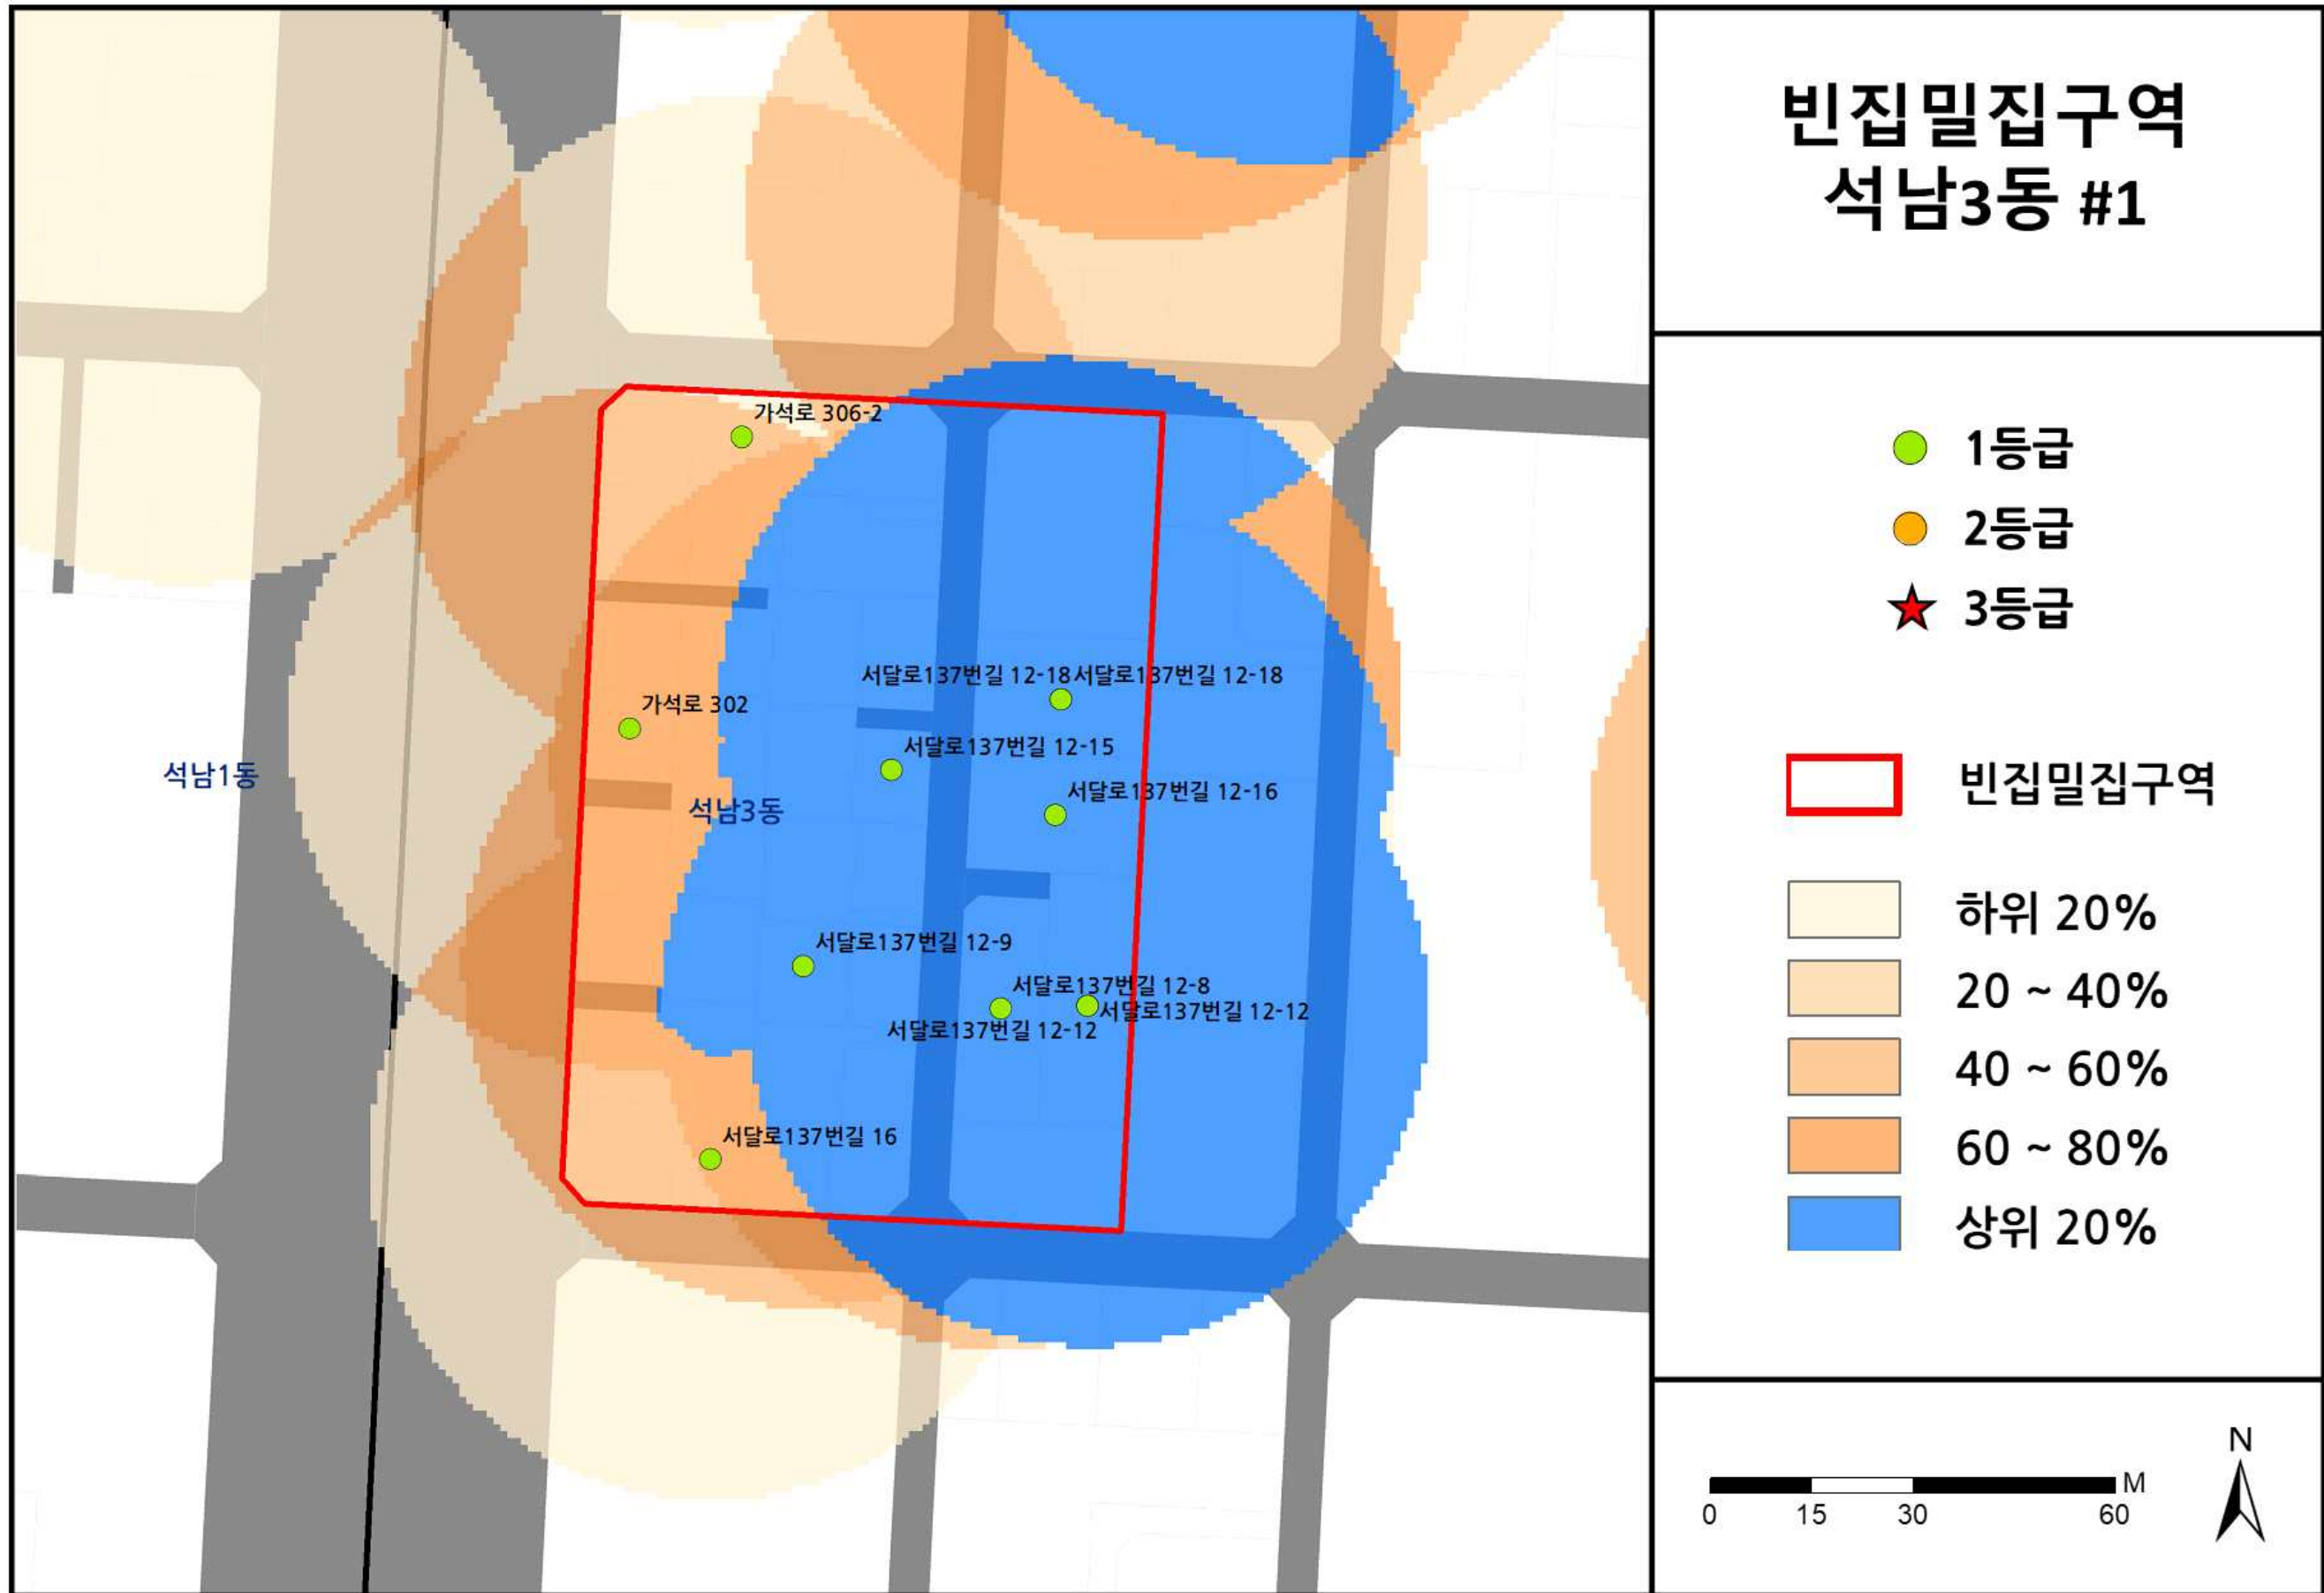 빈집밀집구역
석남3동 #1
가석로 306-2
서달로137번길 12-18 서달로137번길 12-18
가석로 302
서달로137번길 12-15
석남1동
석남3동
서달로137번길 12-16
서달로137번길 12-9
서달로137번길 12-8
서달로137번길 12-12
서달로137번길 12-12
서달로137번길 16
1등급
2등급
3등급
빈집밀집구역
하위 20%
20 ~ 40%
40 ~ 60%
60 ~ 80%
상위 20%
N
M
0 15 30 60